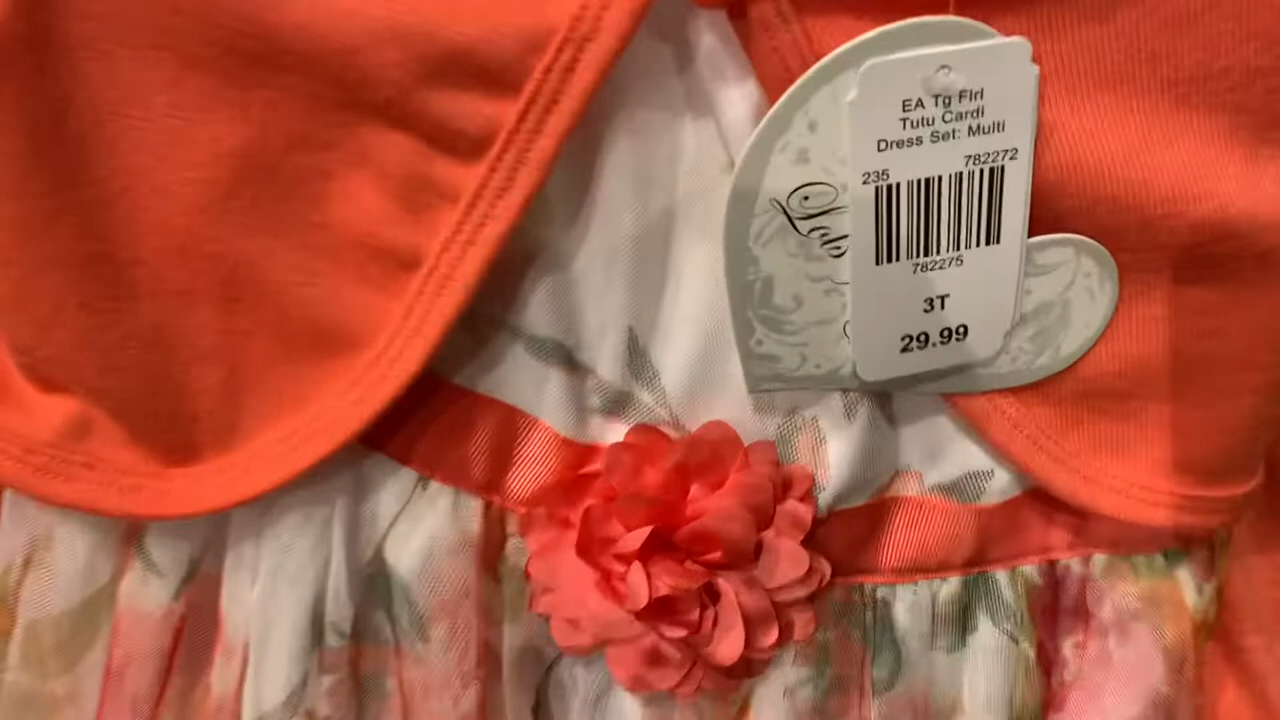 EA Tg Flrl
Tutu Cardi
Dress Set: Multi
782272
235
782275
3T
29.99